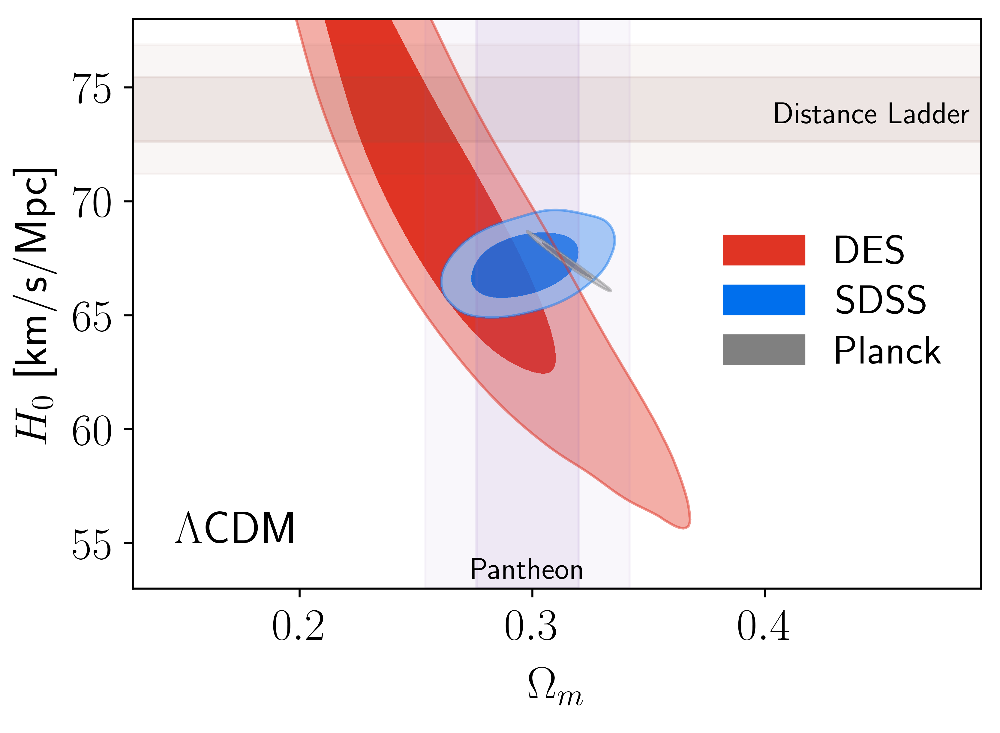 75
70
65
60
55
H₀ [km/s/Mpc]
Distance Ladder
DES
SDSS
Planck
ΛCDM
Pantheon
0.2
0.3
0.4
Ωₘ